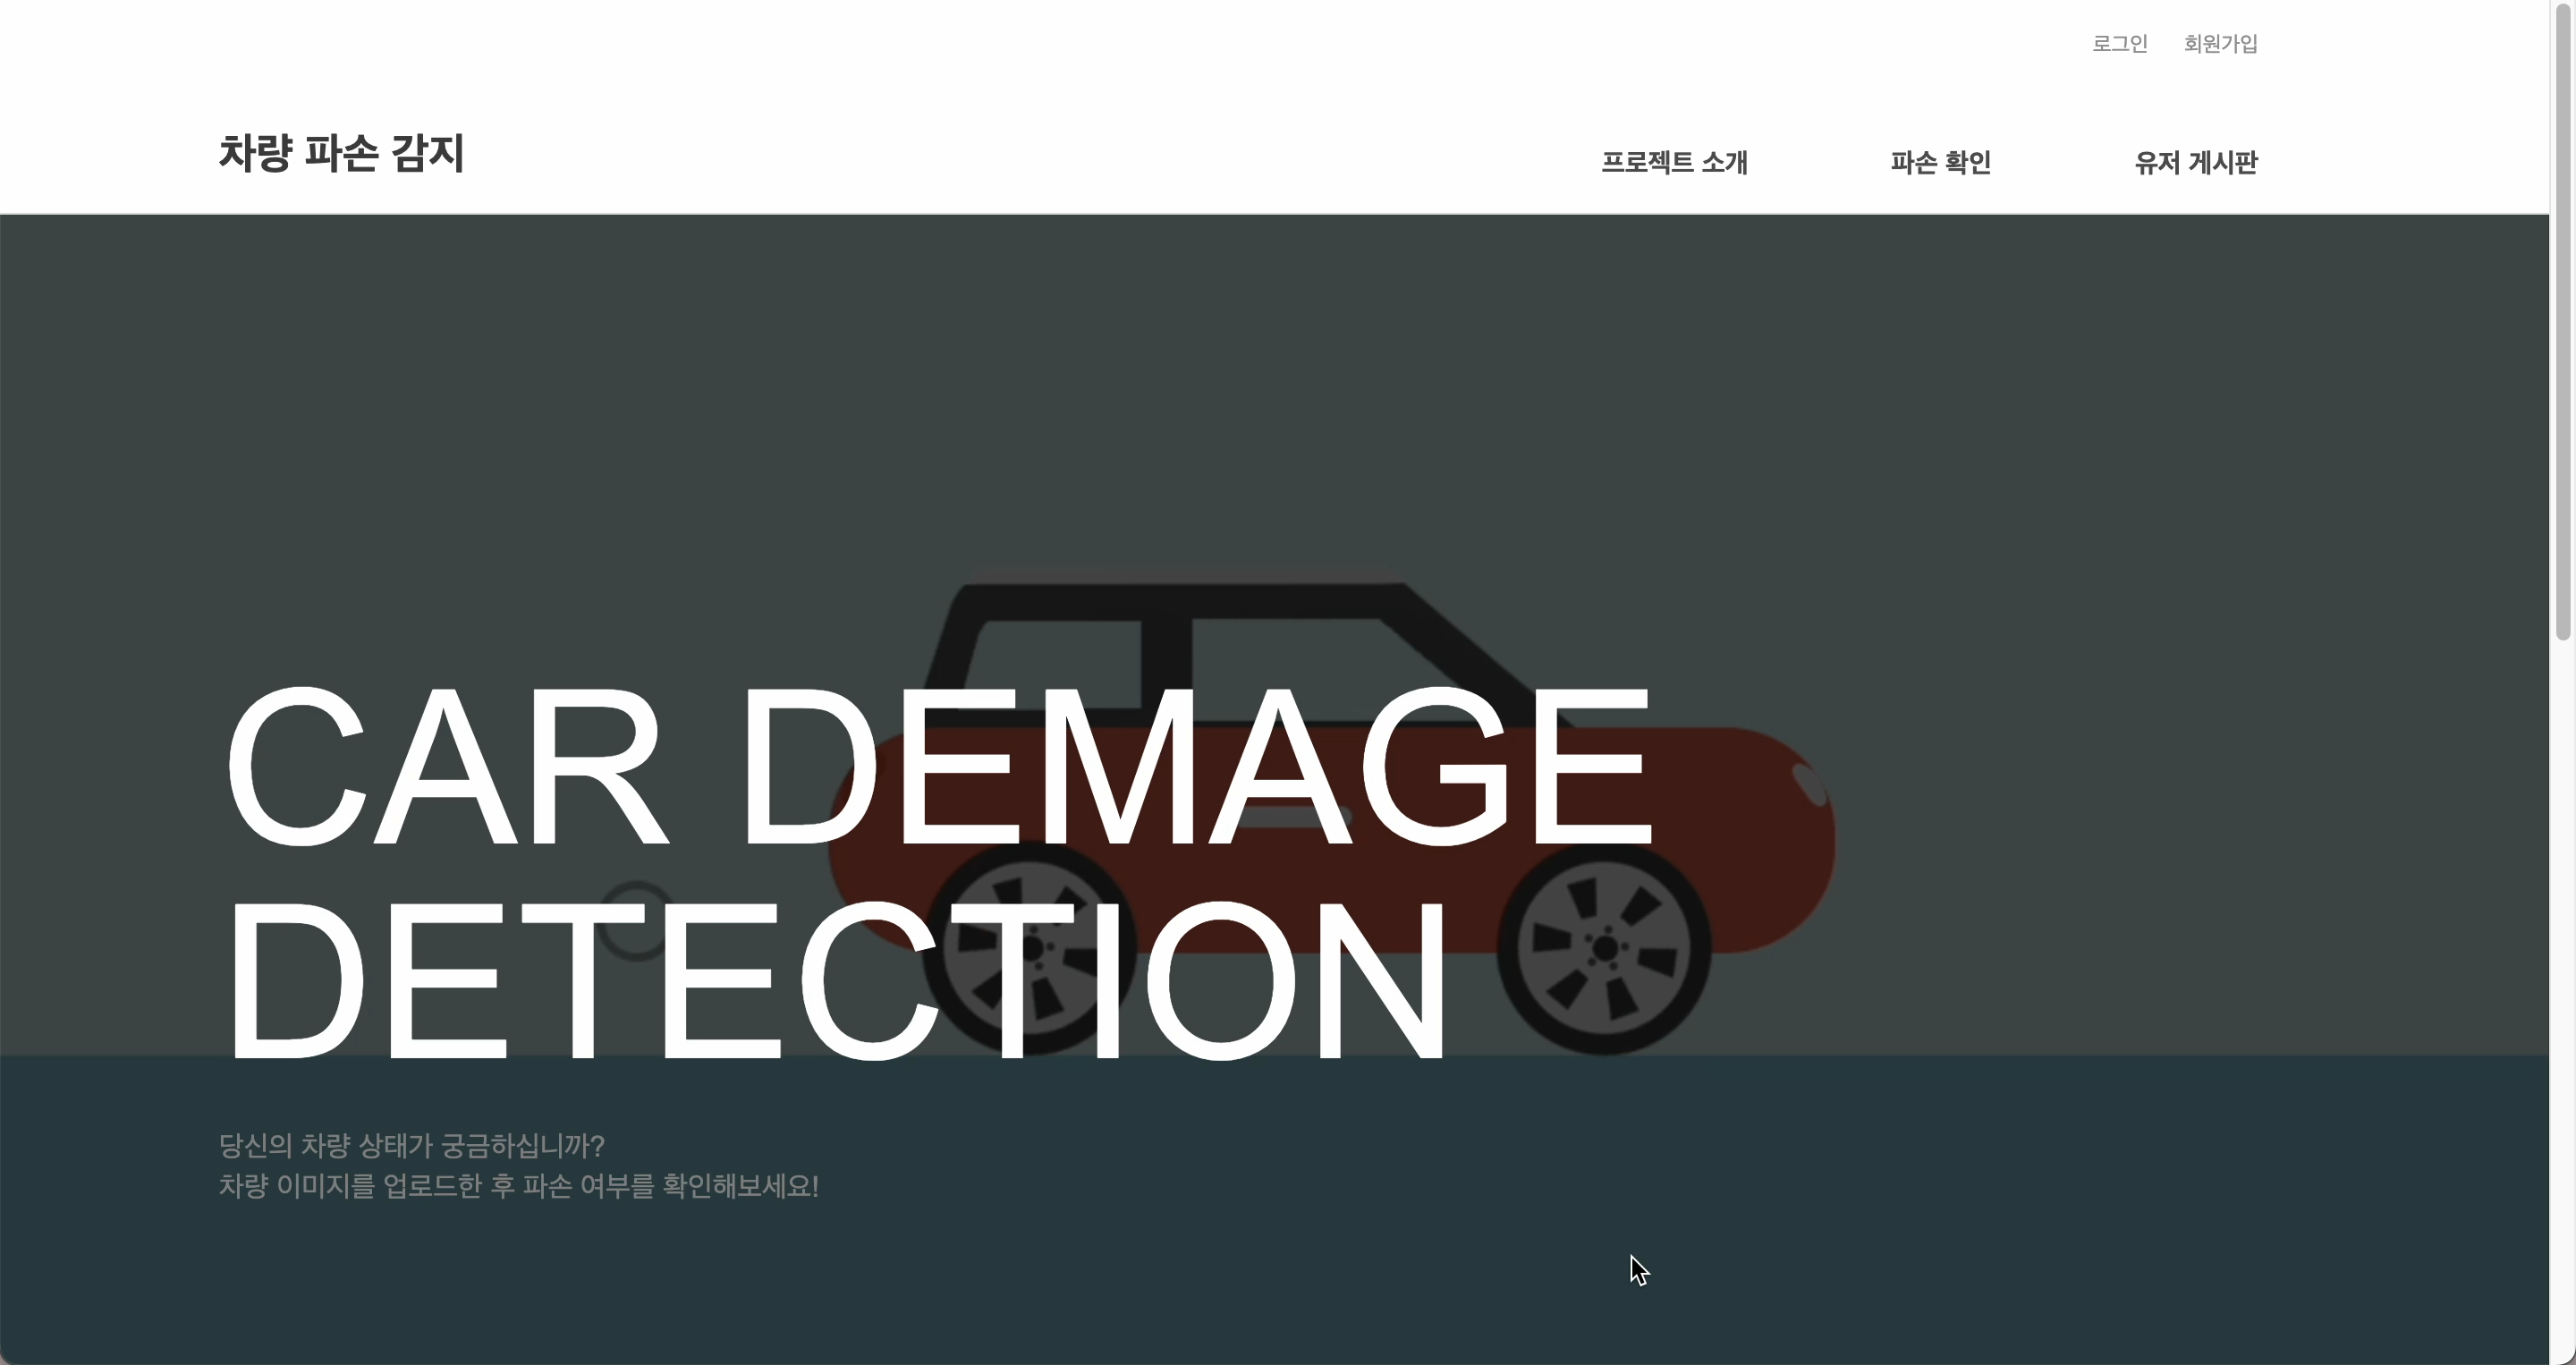 로그인 회원가입
차량 파손 감지
프로젝트 소개 파손 확인 유저 게시판
CAR DEMAGE
DETECTION
당신의 차량 상태가 궁금하십니까?
차량 이미지를 업로드한 후 파손 여부를 확인해보세요!